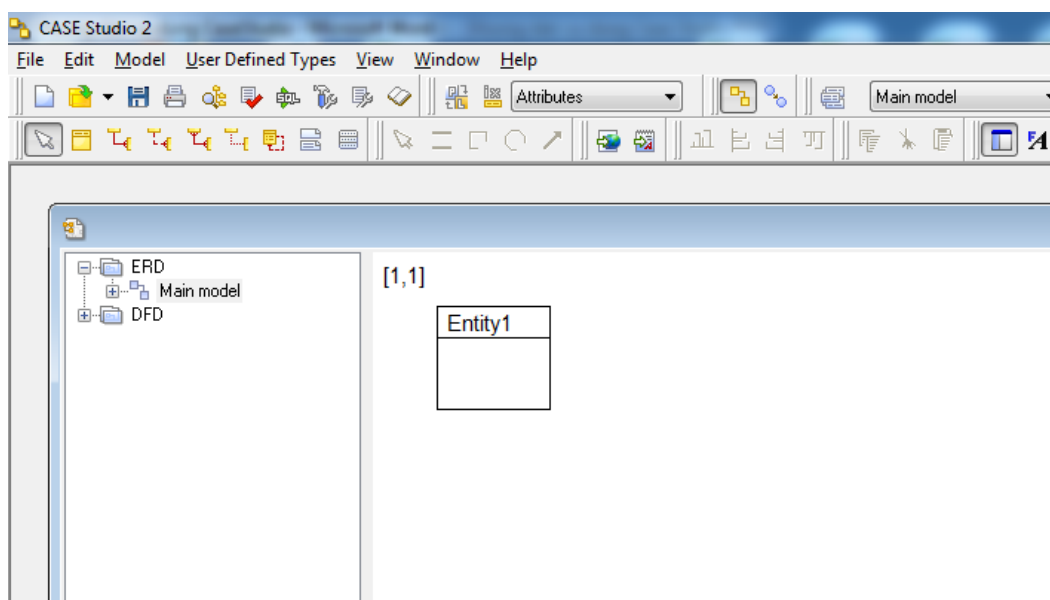 CASE Studio 2
File Edit Model User Defined Types View Window Help
Attributes Main model
FA
ERD
Main model
DFD
[1,1]
Entity1